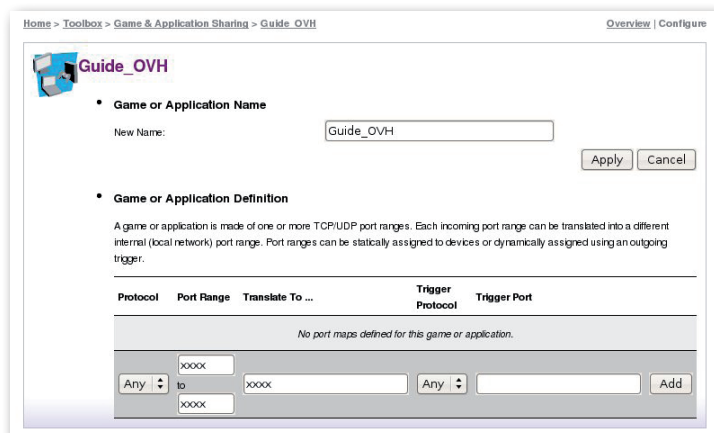 Home > Toolbox > Game & Application Sharing > Guide_OVH
Overview | Configure
Guide_OVH
Game or Application Name
New Name:
Guide_OVH
Apply
Cancel
Game or Application Definition
A game or application is made of one or more TCP/UDP port ranges. Each incoming port range can be translated into a different
internal (local network) port range. Port ranges can be statically assigned to devices or dynamically assigned using an outgoing
trigger.
Protocol Port Range Translate To ... Trigger Protocol Trigger Port
No port maps defined for this game or application.
Any
xxxx
to
xxxx
xxxx
Any
Add